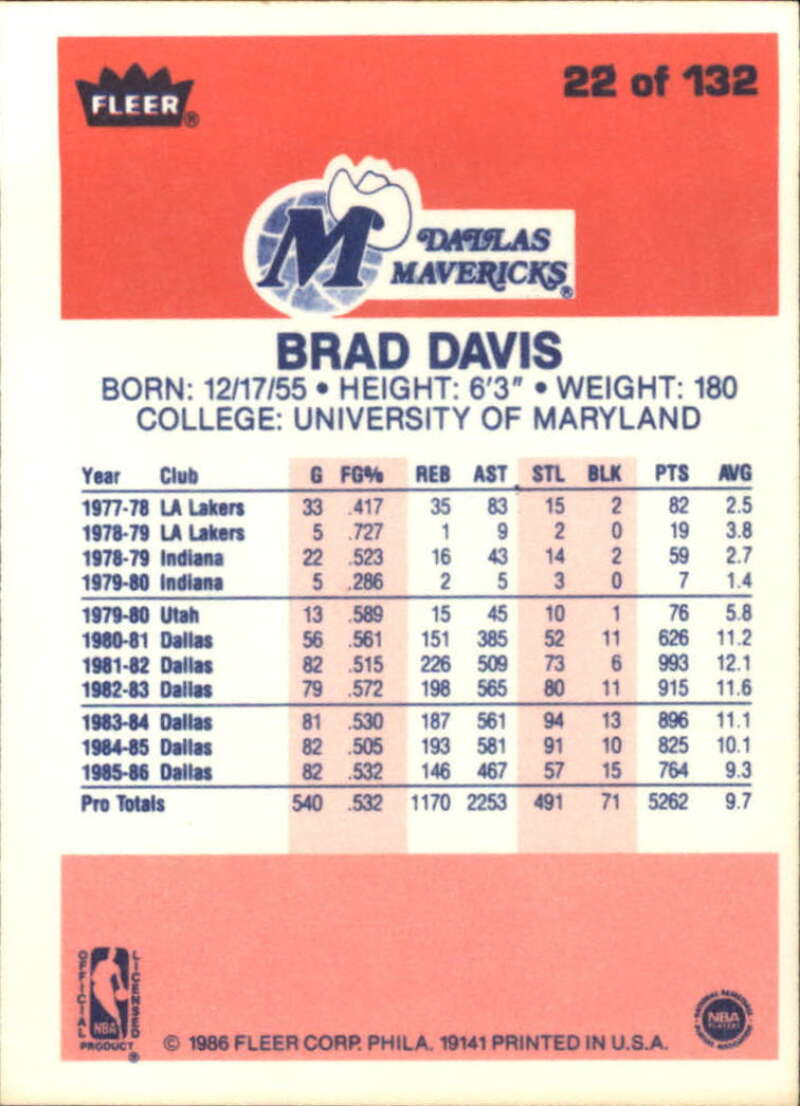 FLEER®
22 of 132
M
DALLAS
MAVERICKS®
BRAD DAVIS
BORN: 12/17/55 • HEIGHT: 6'3" • WEIGHT: 180
COLLEGE: UNIVERSITY OF MARYLAND
Year Club G FG% REB AST STL BLK PTS AVG
1977-78 LA Lakers 33 .417 35 83 15 2 82 2.5
1978-79 LA Lakers 5 .727 1 9 2 0 19 3.8
1978-79 Indiana 22 .523 16 43 14 2 59 2.7
1979-80 Indiana 5 .286 2 5 3 0 7 1.4
1979-80 Utah 13 .589 15 45 10 1 76 5.8
1980-81 Dallas 56 .561 151 385 52 11 626 11.2
1981-82 Dallas 82 .515 226 509 73 6 993 12.1
1982-83 Dallas 79 .572 198 565 80 11 915 11.6
1983-84 Dallas 81 .530 187 561 94 13 896 11.1
1984-85 Dallas 82 .505 193 581 91 10 825 10.1
1985-86 Dallas 82 .532 146 467 57 15 764 9.3
Pro Totals 540 .532 1170 2253 491 71 5262 9.7
OFFICIAL
LICENSED
NBA
PRODUCT®
© 1986 FLEER CORP. PHILA. 19141 PRINTED IN U.S.A.
NATIONAL BASKETBALL
NBA
PLAYERS